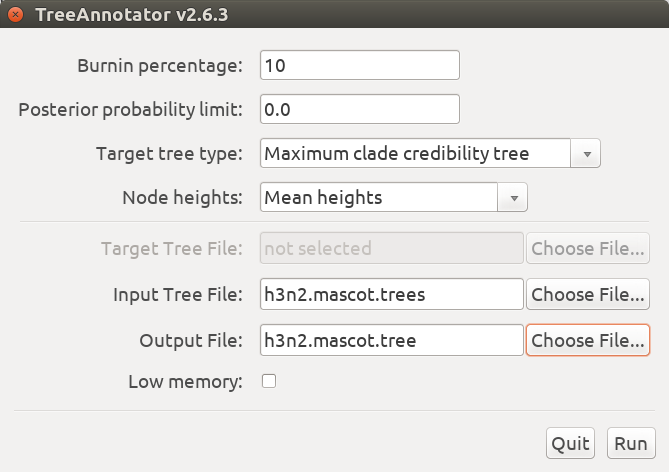 TreeAnnotator v2.6.3
Burnin percentage: 10
Posterior probability limit: 0.0
Target tree type: Maximum clade credibility tree
Node heights: Mean heights
Target Tree File: not selected Choose File...
Input Tree File: h3n2.mascot.trees Choose File...
Output File: h3n2.mascot.tree Choose File...
Low memory:
Quit Run